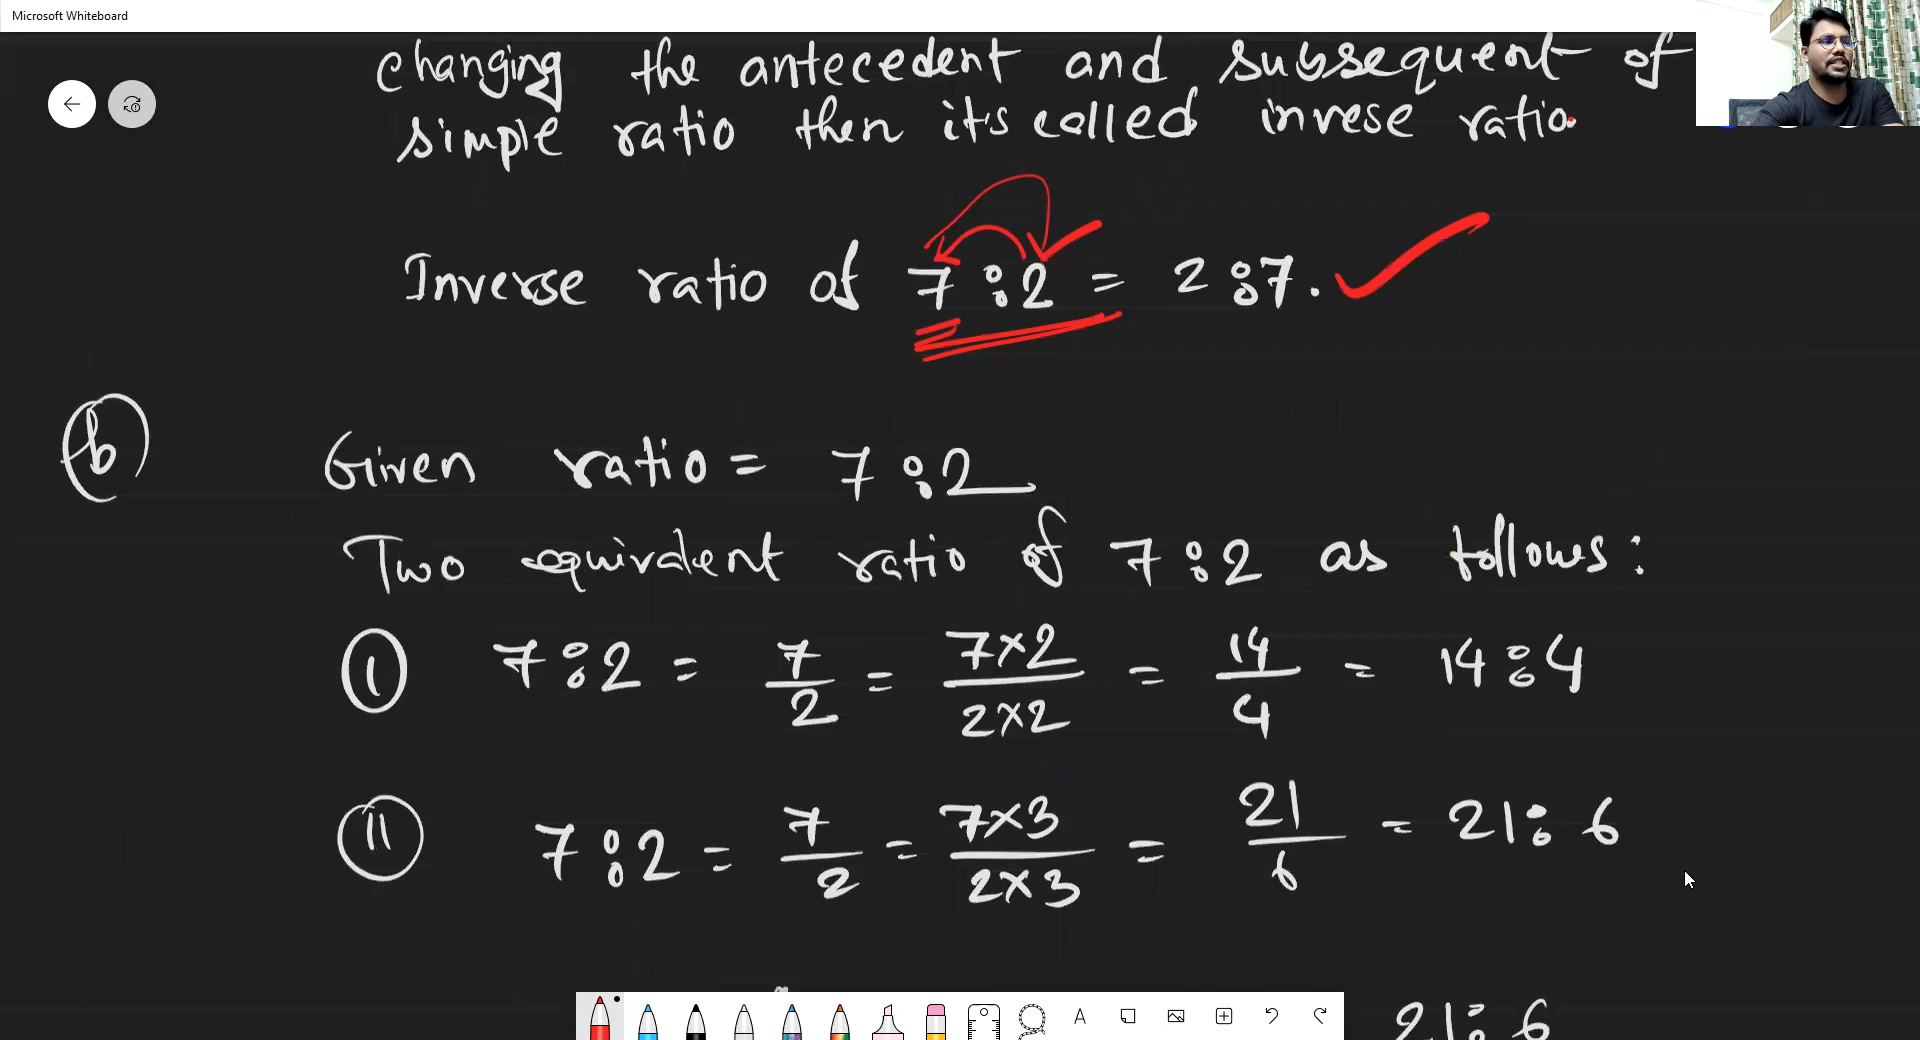 Microsoft Whiteboard
changing the antecedent and subsequent of
simple ratio then it's called invese ratio.
Inverse ratio of 7:2 = 2:7.
b
Given ratio = 7:2
Two equivalent ratio of 7:2 as follows:
i 7:2 = 7/2 = 7×2/2×2 = 14/4 = 14:4
ii 7:2 = 7/2 = 7×3/2×3 = 21/6 = 21:6
21:6
A